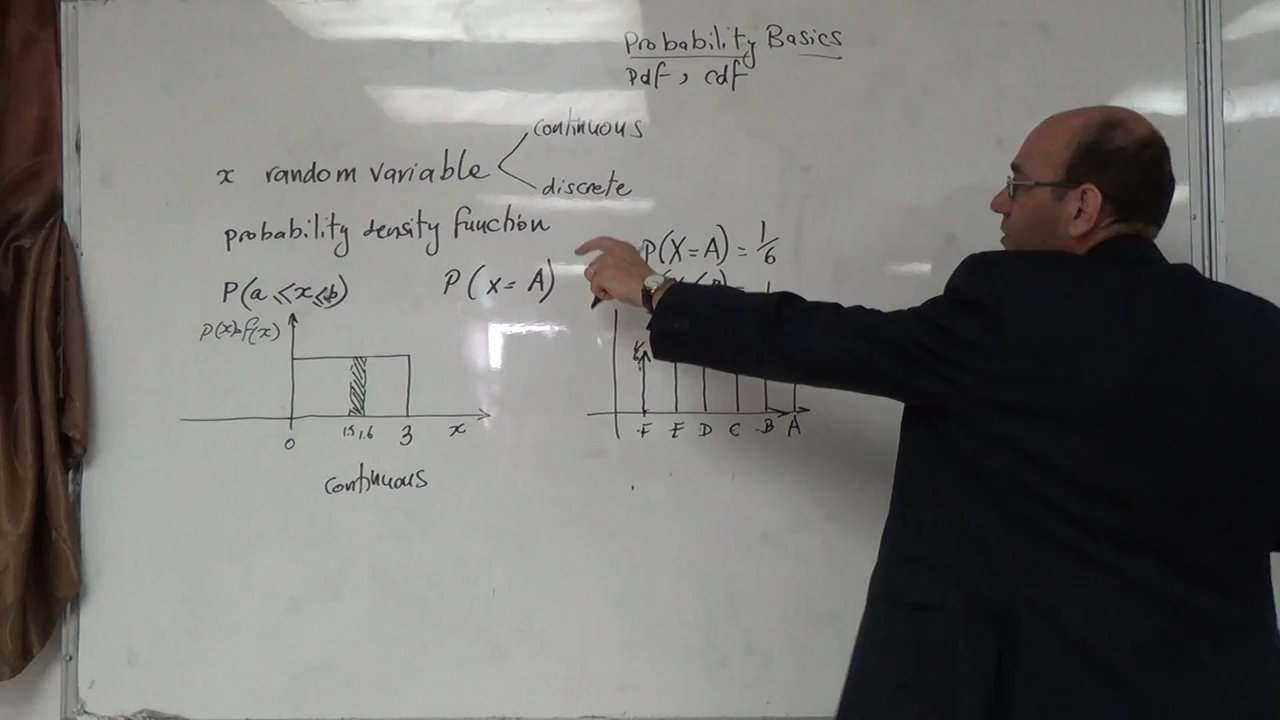 Probability Basics
Pdf, cdf
continuous
x random variable
discrete
probability density function
P(X=A) = 1/6
P(a ≤ x ≤ b)
P(X=A)
P(x)=f(x)
0 1.5 1.6 3 x
F E D C B A
continuous